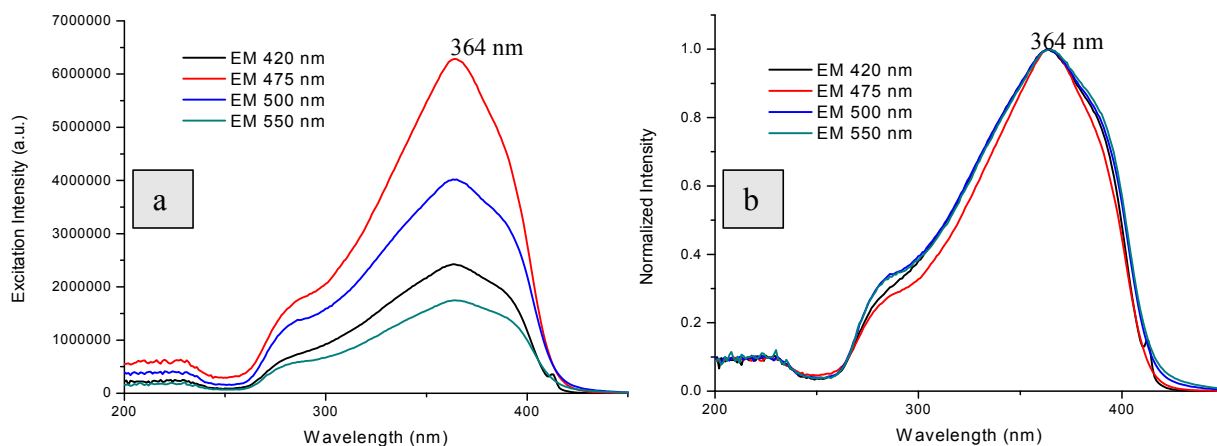 7000000
6000000
5000000
4000000
3000000
2000000
1000000
0
Excitation Intensity (a.u.)
364 nm
EM 420 nm
EM 475 nm
EM 500 nm
EM 550 nm
a
200
300
400
Wavelength (nm)
1.0
0.8
0.6
0.4
0.2
0.0
Normalized Intensity
364 nm
EM 420 nm
EM 475 nm
EM 500 nm
EM 550 nm
b
200
300
400
Wavelength (nm)